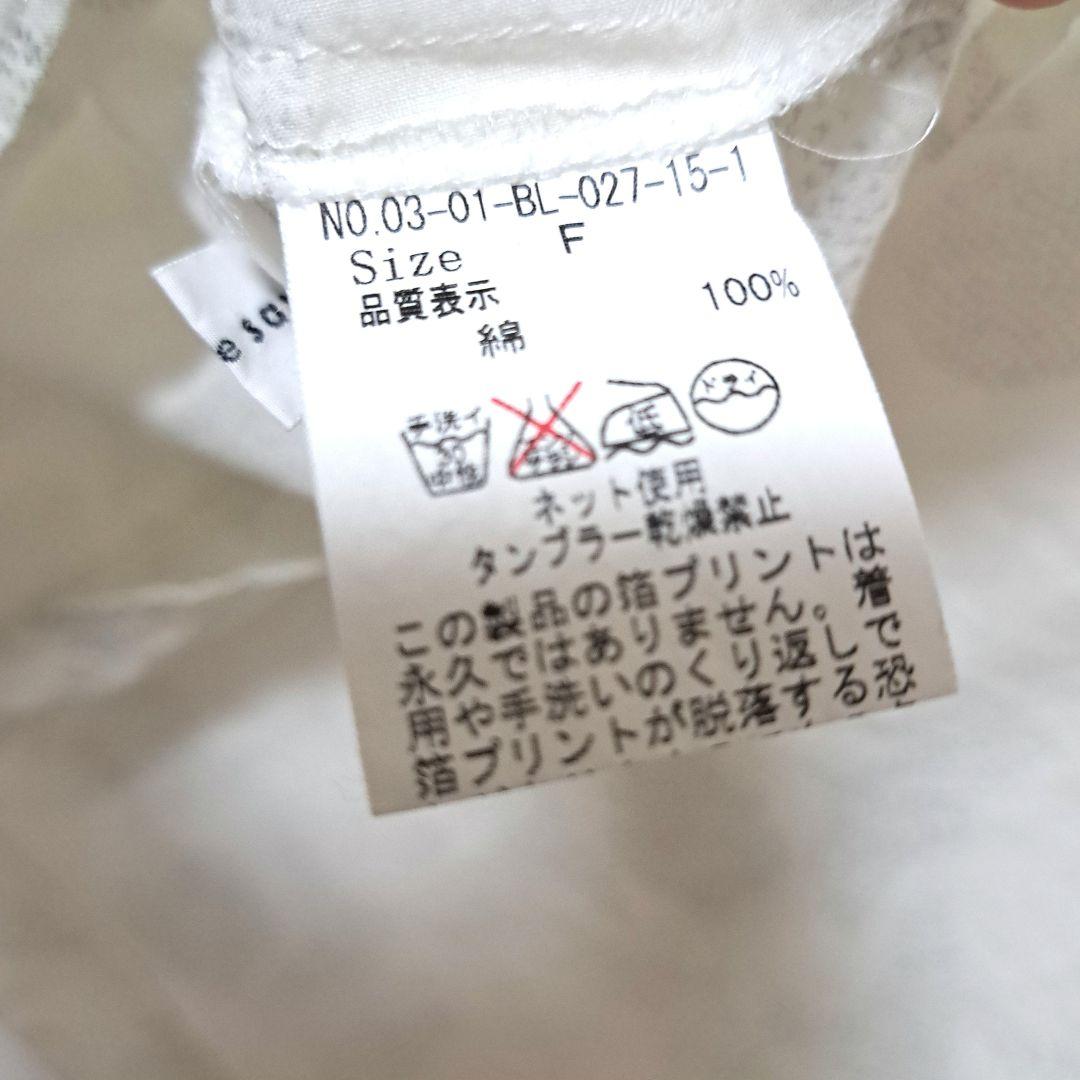 NO.03-01-BL-027-15-1
Size F
品質表示
綿 100%
手洗イ
30
中性
低
ドライ
ネット使用
タンブラー乾燥禁止
この製品の箔プリントは
永久ではありません。着
用や手洗いのくり返しで
箔プリントが脱落する恐